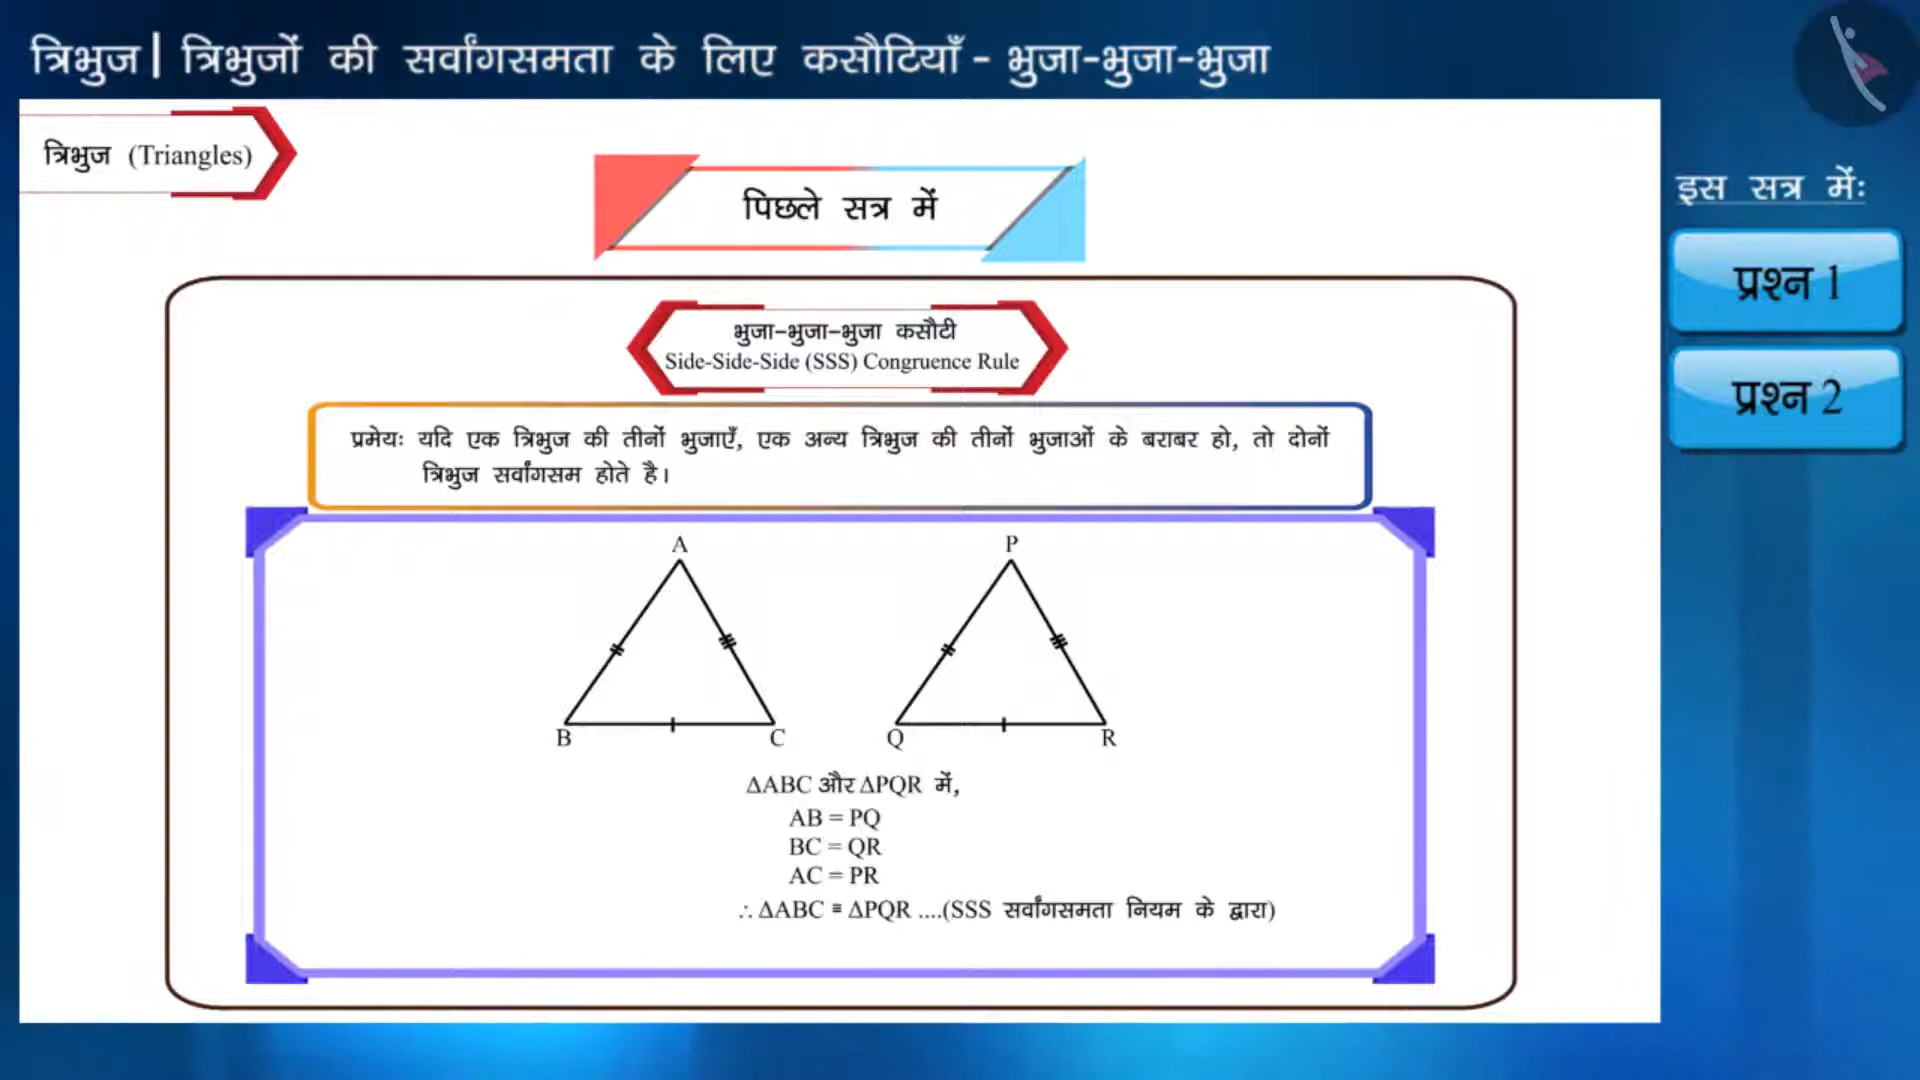 त्रिभुज| त्रिभुजों की सर्वांगसमता के लिए कसौटियाँ - भुजा-भुजा-भुजा
त्रिभुज (Triangles)
पिछले सत्र में
इस सत्र में:
प्रश्न 1
प्रश्न 2
भुजा-भुजा-भुजा कसौटी
Side-Side-Side (SSS) Congruence Rule
प्रमेयः यदि एक त्रिभुज की तीनों भुजाएँ, एक अन्य त्रिभुज की तीनों भुजाओं के बराबर हो, तो दोनों
त्रिभुज सर्वांगसम होते है।
A P
B C Q R
ΔABC और ΔPQR में,
AB = PQ
BC = QR
AC = PR
∴ ΔABC ≅ ΔPQR ....(SSS सर्वांगसमता नियम के द्वारा)